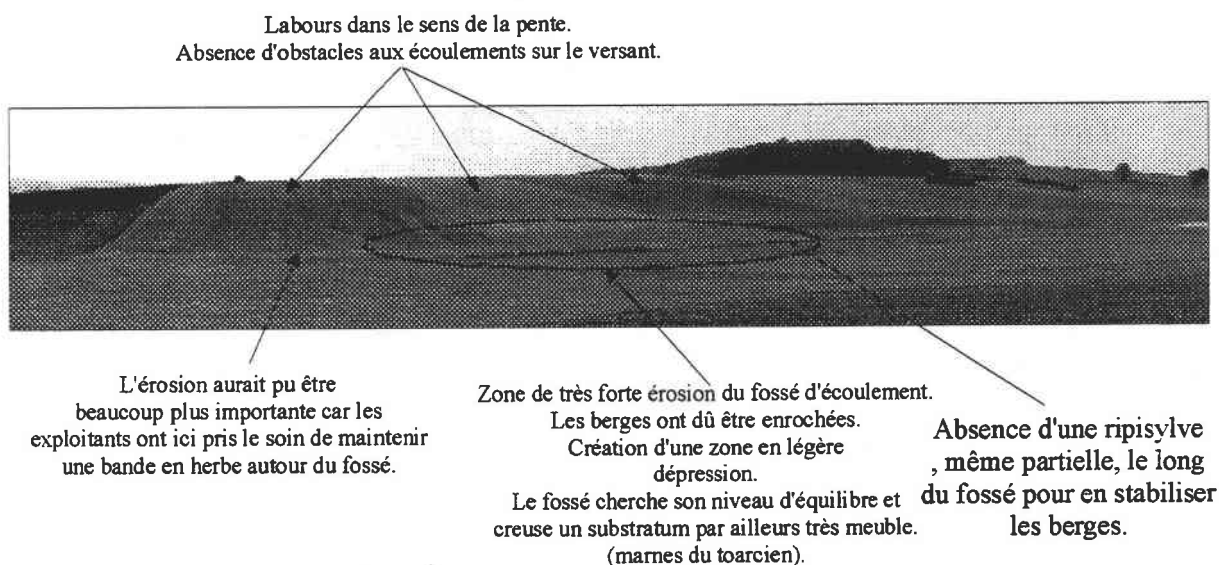 Labours dans le sens de la pente.
Absence d'obstacles aux écoulements sur le versant.
L'érosion aurait pu être
beaucoup plus importante car les
exploitants ont ici pris le soin de maintenir
une bande en herbe autour du fossé.
Zone de très forte érosion du fossé d'écoulement.
Les berges ont dû être enrochées.
Création d'une zone en légère
dépression.
Le fossé cherche son niveau d'équilibre et
creuse un substratum par ailleurs très meuble.
(marnes du toarcien).
Absence d'une ripisylve
, même partielle, le long
du fossé pour en stabiliser
les berges.